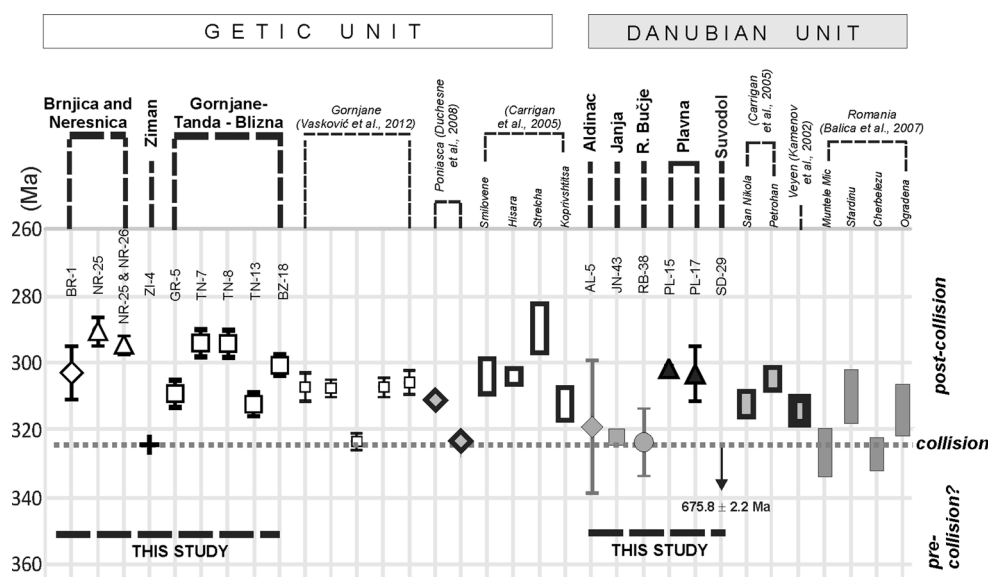 GETIC UNIT
DANUBIAN UNIT
Brnjica and
Neresnica
Ziman
Gornjane-
Tanda - Blizna
Gornjane
(Vasković et al., 2012)
Poniasca (Duchesne
et al., 2008)
(Carrigan
et al., 2005)
Smilovene
Hisara
Strelcha
Koprivshtitsa
Aldinac
Janja
R. Bučje
Plavna
Suvodol
(Carrigan
et al., 2005)
San Nikola
Petrohan
Veyen (Kamenov
et al., 2002)
Romania
(Balica et al., 2007)
Muntele Mic
Sfardinu
Cherbelezu
Ogradena
(Ma)
260
280
300
320
340
360
BR-1
NR-25
NR-25 & NR-26
ZI-4
GR-5
TN-7
TN-8
TN-13
BZ-18
AL-5
JN-43
RB-38
PL-15
PL-17
SD-29
post-collision
collision
pre-
collision?
675.8 ± 2.2 Ma
THIS STUDY
THIS STUDY